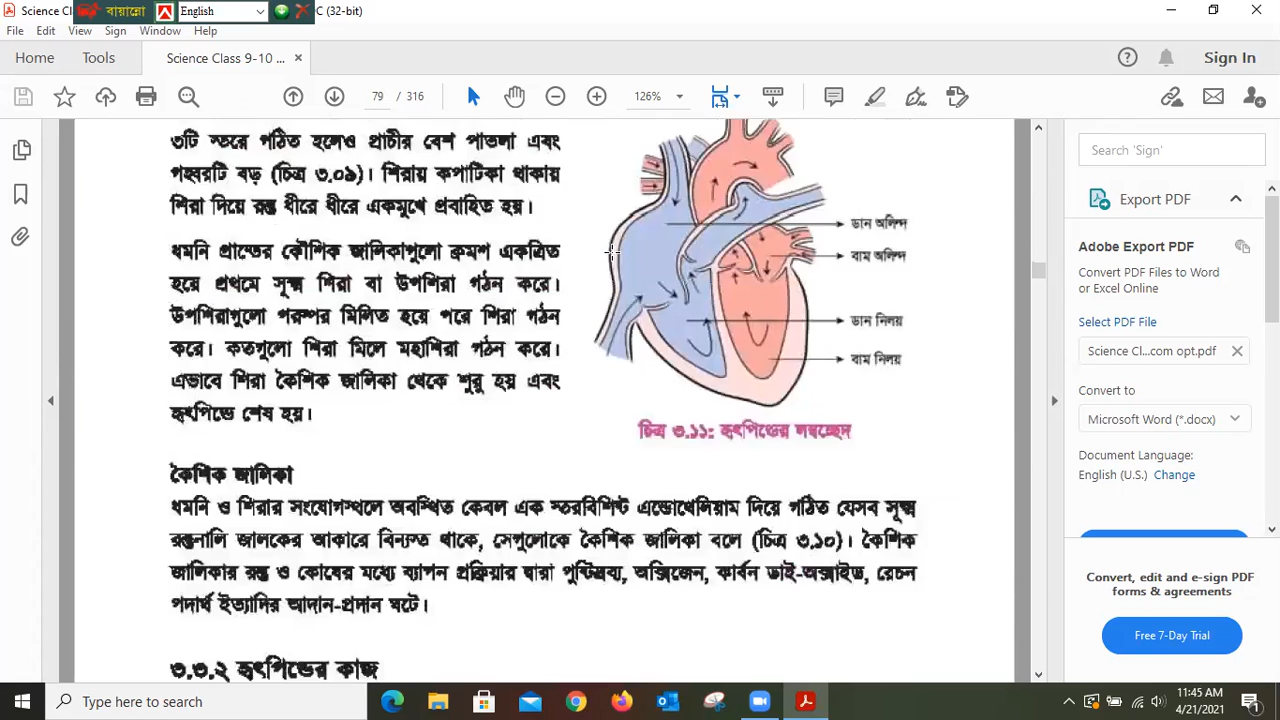 Science Cl
বায়ান্নো
English
C (32-bit)
File Edit View Sign Window Help
Home Tools Science Class 9-10 ...
Sign In
79 / 316
126%
৩টি স্তরে গঠিত হলেও প্রাচীর বেশ পাতলা এবং
গহ্বরটি বড় (চিত্র ৩.০৯)। শিরায় কপাটিকা থাকায়
শিরা দিয়ে রক্ত ধীরে ধীরে একমুখে প্রবাহিত হয়।
ধমনি প্রান্তের কৌশিক জালিকাগুলো ক্রমশ একত্রিত
হয়ে প্রথমে সূক্ষ্ম শিরা বা উপশিরা গঠন করে।
উপশিরাগুলো পরস্পর মিলিত হয়ে পরে শিরা গঠন
করে। কতগুলো শিরা মিলে মহাশিরা গঠন করে।
এভাবে শিরা কৈশিক জালিকা থেকে শুরু হয় এবং
হৃৎপিন্ডে শেষ হয়।
ডান অলিন্দ
বাম অলিন্দ
ডান নিলয়
বাম নিলয়
চিত্র ৩.১১: হৃৎপিন্ডের লম্বচ্ছেদ
কৈশিক জালিকা
ধমনি ও শিরার সংযোগস্থলে অবস্থিত কেবল এক স্তরবিশিষ্ট এন্ডোথেলিয়াম দিয়ে গঠিত যেসব সূক্ষ্ম
রক্তনালি জালকের আকারে বিন্যস্ত থাকে, সেগুলোকে কৈশিক জালিকা বলে (চিত্র ৩.১০)। কৈশিক
জালিকার রক্ত ও কোষের মধ্যে ব্যাপন প্রক্রিয়ার দ্বারা পুষ্টিদ্রব্য, অক্সিজেন, কার্বন ডাই-অক্সাইড, রেচন
পদার্থ ইত্যাদির আদান-প্রদান ঘটে।
৩.৩.২ হৃৎপিন্ডের কাজ
Search 'Sign'
Export PDF
Adobe Export PDF
Convert PDF Files to Word
or Excel Online
Select PDF File
Science Cl...com opt.pdf
Convert to
Microsoft Word (*.docx)
Document Language:
English (U.S.) Change
Convert, edit and e-sign PDF
forms & agreements
Free 7-Day Trial
Type here to search
11:45 AM
4/21/2021